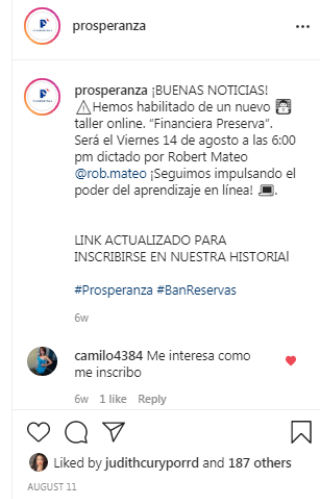 prosperanza
prosperanza ¡BUENAS NOTICIAS!
Hemos habilitado de un nuevo
taller online. “Financiera Preserva”.
Será el Viernes 14 de agosto a las 6:00
pm dictado por Robert Mateo
@rob.mateo ¡Seguimos impulsando el
poder del aprendizaje en línea! 💻.
LINK ACTUALIZADO PARA
INSCRIBIRSE EN NUESTRA HISTORIAl
#Prosperanza #BanReservas
6w
camilo4384 Me interesa como
me inscribo
6w 1 like Reply
Liked by judithcuryporrd and 187 others
AUGUST 11